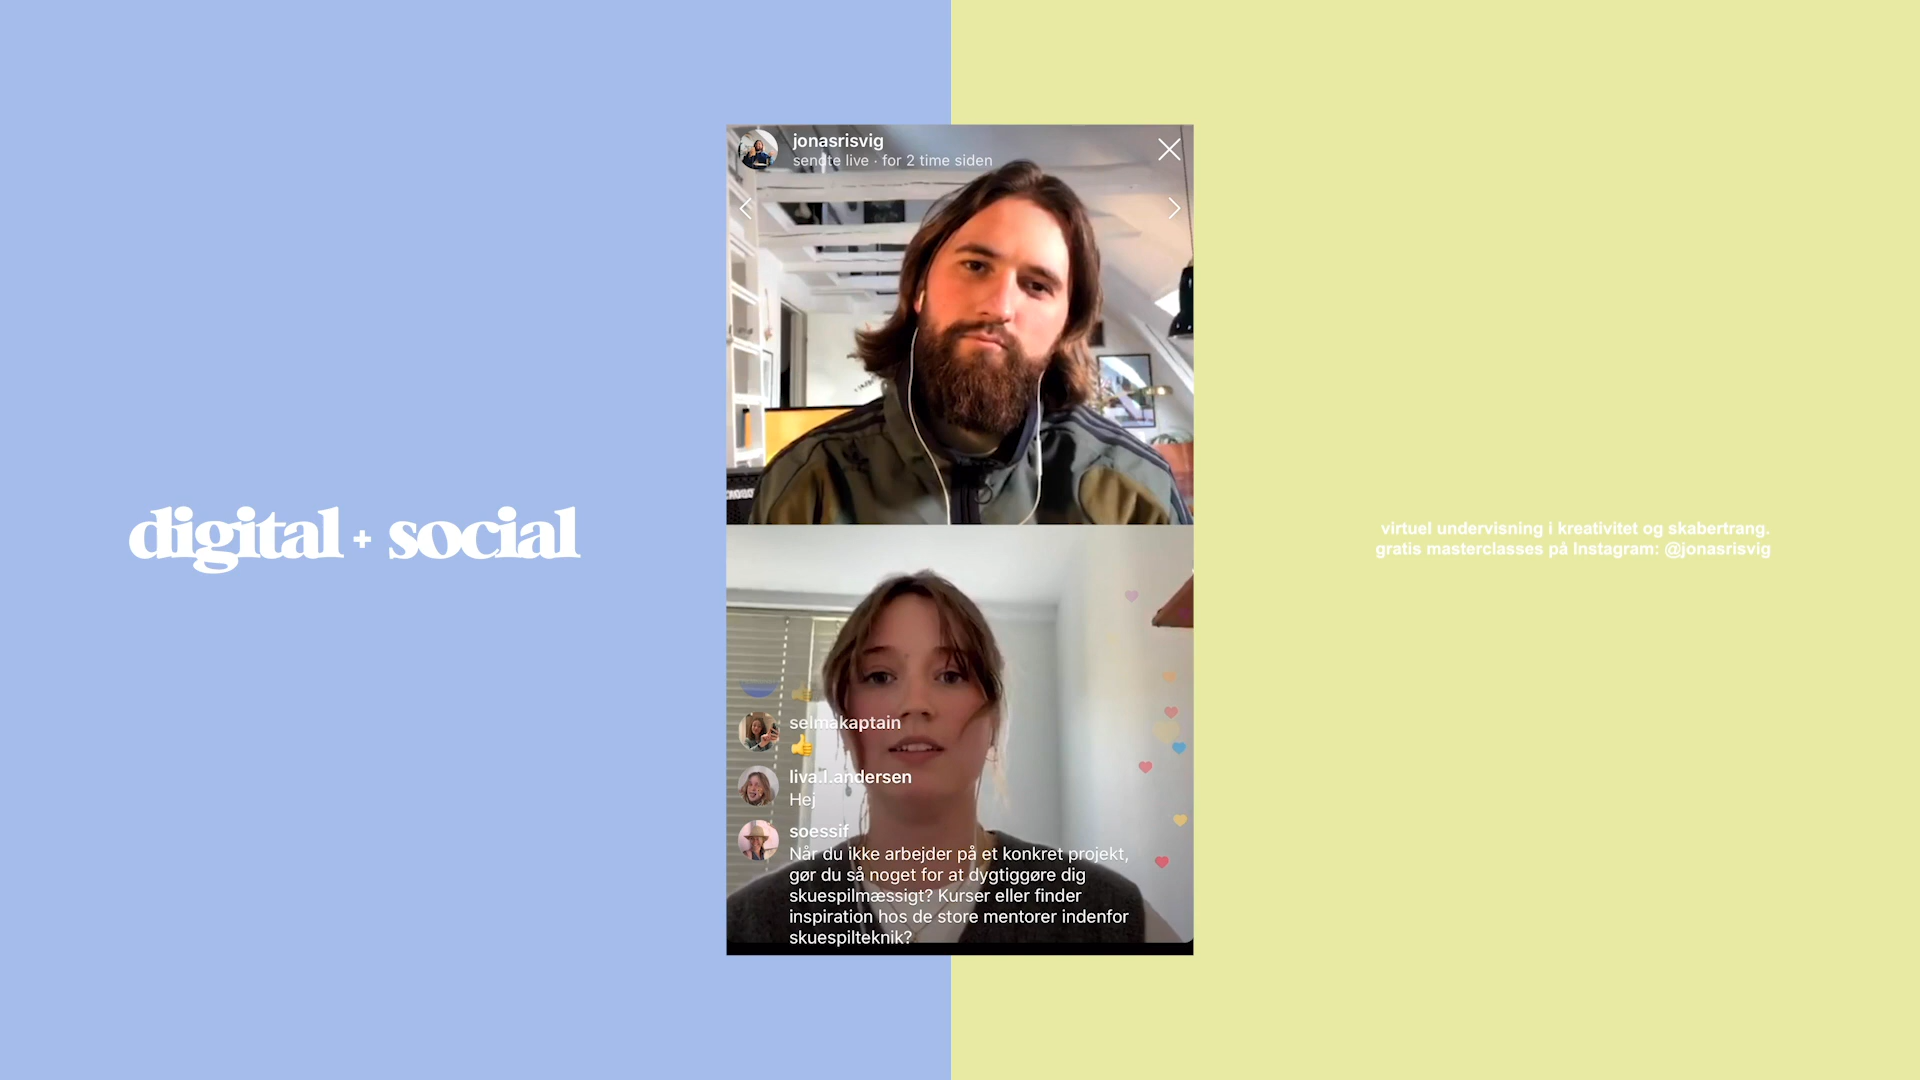 digital + social
jonasrisvig
sendte live · for 2 time siden
selmakaptain
👍
liva.l.andersen
Hej
soessif
Når du ikke arbejder på et konkret projekt,
gør du så noget for at dygtiggøre dig
skuespilmæssigt? Kurser eller finder
inspiration hos de store mentorer indenfor
skuespilteknik?
virtuel undervisning i kreativitet og skabertrang.
gratis masterclasses på Instagram: @jonasrisvig